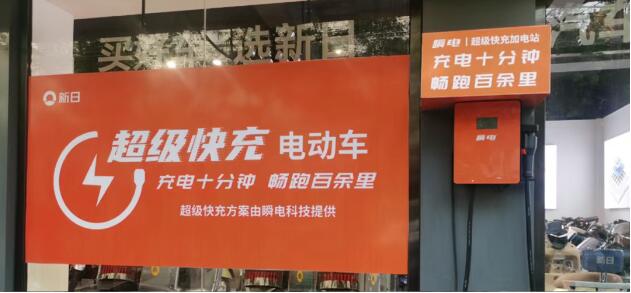 选新日
新日
超级快充 电动车
充电十分钟 畅跑百余里
超级快充方案由瞬电科技提供
瞬电|超级快充加电站
充电十分钟
畅跑百余里
瞬电